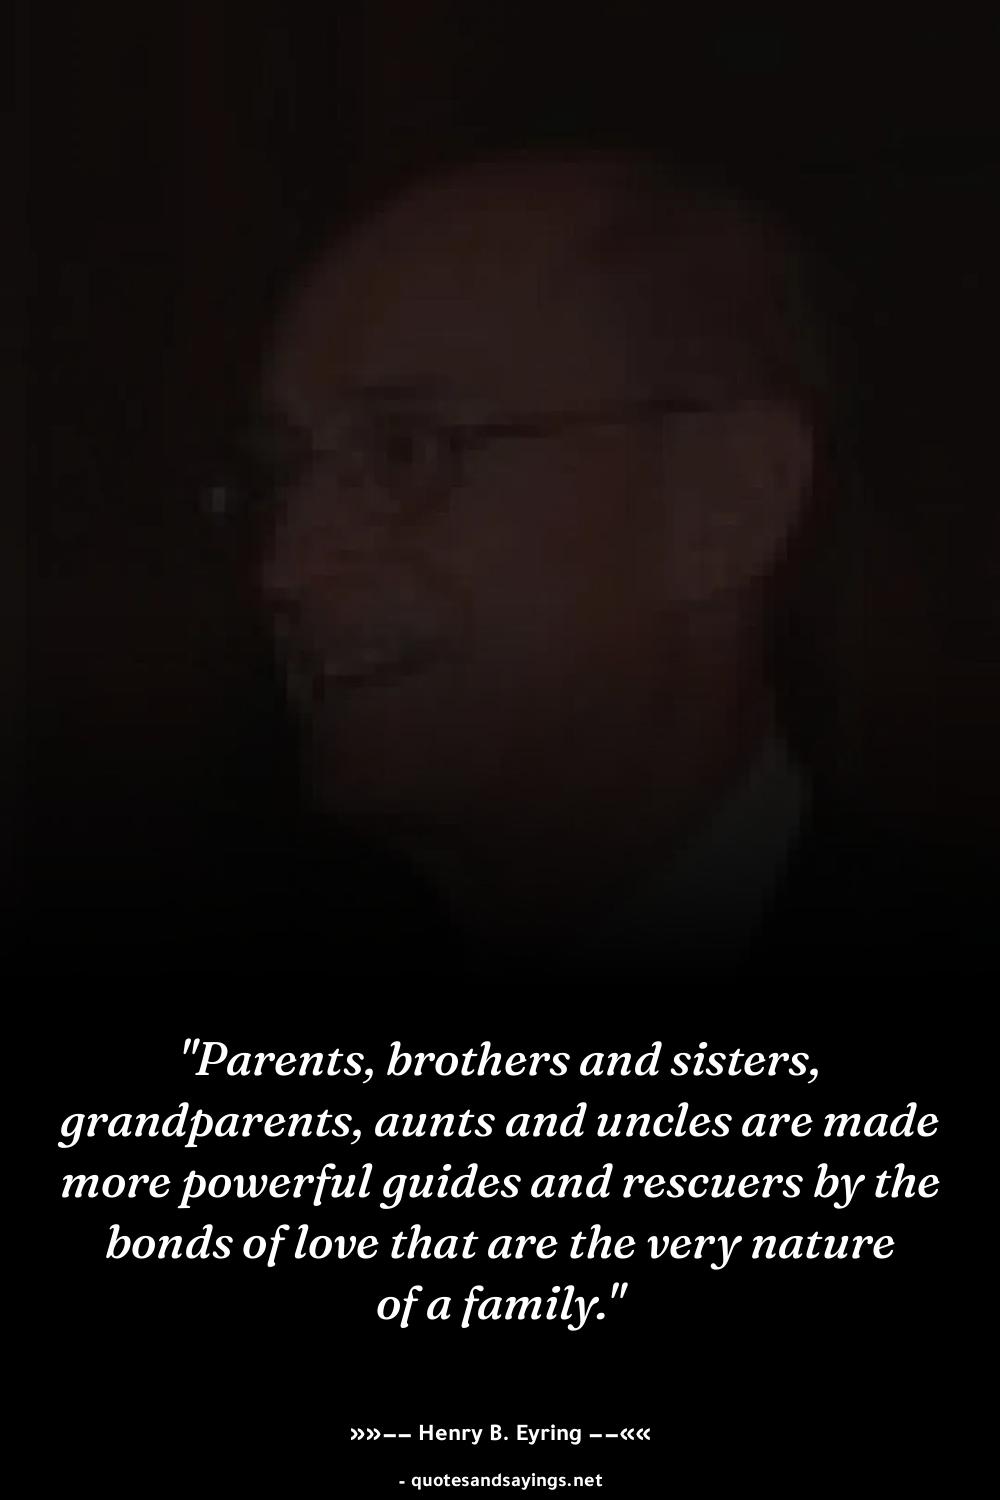 "Parents, brothers and sisters,
grandparents, aunts and uncles are made
more powerful guides and rescuers by the
bonds of love that are the very nature
of a family."
»»−− Henry B. Eyring −−««
- quotesandsayings.net